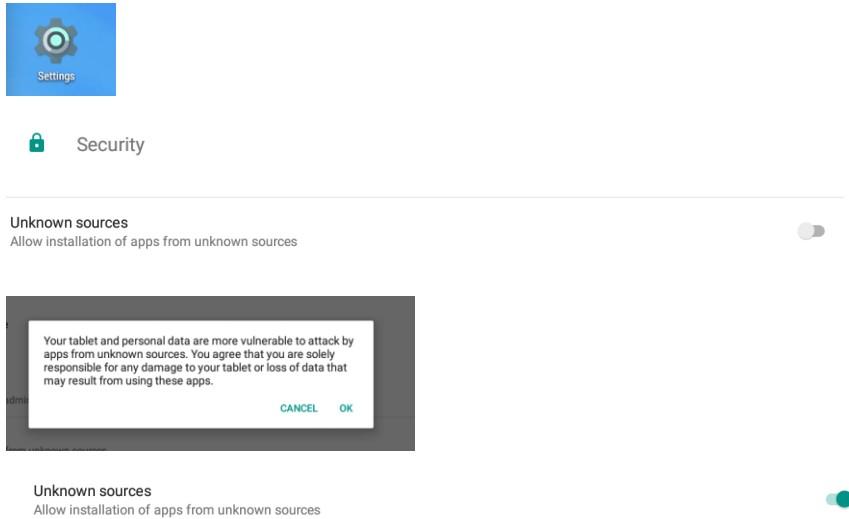 Settings
Security
Unknown sources
Allow installation of apps from unknown sources
Your tablet and personal data are more vulnerable to attack by
apps from unknown sources. You agree that you are solely
responsible for any damage to your tablet or loss of data that
may result from using these apps.
CANCEL OK
from unknown sources
Unknown sources
Allow installation of apps from unknown sources